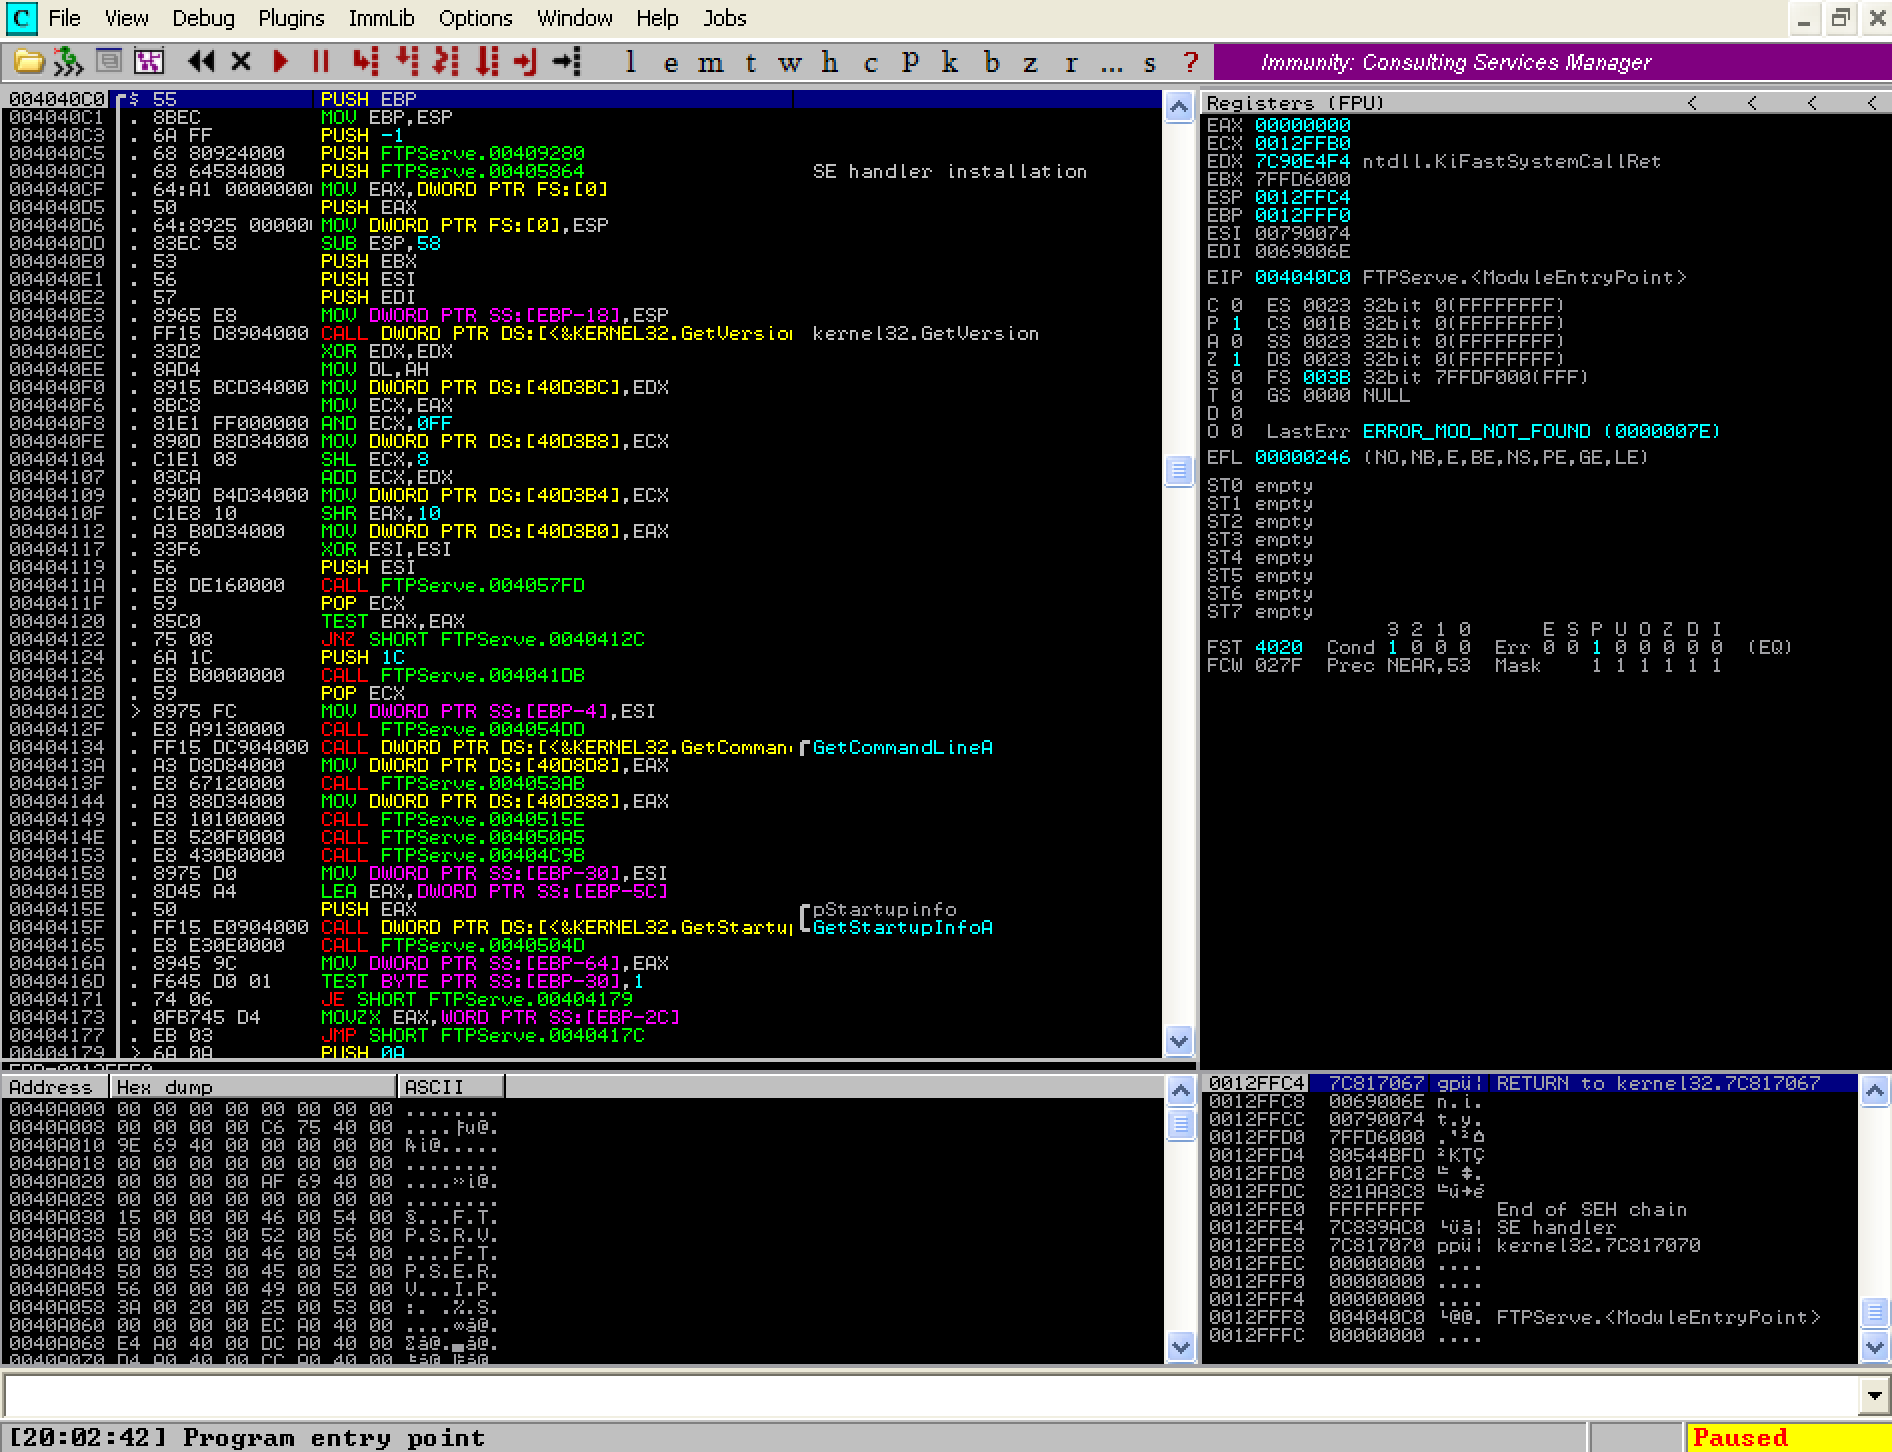 C File View Debug Plugins ImmLib Options Window Help Jobs
l e m t w h c P k b z r ... s ? Immunity: Consulting Services Manager
004040C0 $ 55 PUSH EBP
004040C1 . 8BEC MOV EBP,ESP
004040C3 . 6A FF PUSH -1
004040C5 . 68 80924000 PUSH FTPServe.00409280
004040CA . 68 64584000 PUSH FTPServe.00405864 SE handler installation
004040CF . 64:A1 0000000 MOV EAX,DWORD PTR FS:[0]
004040D5 . 50 PUSH EAX
004040D6 . 64:8925 00000 MOV DWORD PTR FS:[0],ESP
004040DD . 83EC 58 SUB ESP,58
004040E0 . 53 PUSH EBX
004040E1 . 56 PUSH ESI
004040E2 . 57 PUSH EDI
004040E3 . 8965 E8 MOV DWORD PTR SS:[EBP-18],ESP
004040E6 . FF15 D8904000 CALL DWORD PTR DS:[<&KERNEL32.GetVersion kernel32.GetVersion
004040EC . 33D2 XOR EDX,EDX
004040EE . 8AD4 MOV DL,AH
004040F0 . 8915 BCD34000 MOV DWORD PTR DS:[40D3BC],EDX
004040F6 . 8BC8 MOV ECX,EAX
004040F8 . 81E1 FF000000 AND ECX,0FF
004040FE . 890D B8D34000 MOV DWORD PTR DS:[40D3B8],ECX
00404104 . C1E1 08 SHL ECX,8
00404107 . 03CA ADD ECX,EDX
00404109 . 890D B4D34000 MOV DWORD PTR DS:[40D3B4],ECX
0040410F . C1E8 10 SHR EAX,10
00404112 . A3 B0D34000 MOV DWORD PTR DS:[40D3B0],EAX
00404117 . 33F6 XOR ESI,ESI
00404119 . 56 PUSH ESI
0040411A . E8 DE160000 CALL FTPServe.004057FD
0040411F . 59 POP ECX
00404120 . 85C0 TEST EAX,EAX
00404122 . 75 08 JNZ SHORT FTPServe.0040412C
00404124 . 6A 1C PUSH 1C
00404126 . E8 B0000000 CALL FTPServe.004041DB
0040412B . 59 POP ECX
0040412C > 8975 FC MOV DWORD PTR SS:[EBP-4],ESI
0040412F . E8 A9130000 CALL FTPServe.004054DD
00404134 . FF15 DC904000 CALL DWORD PTR DS:[<&KERNEL32.GetComman GetCommandLineA
0040413A . A3 D8D84000 MOV DWORD PTR DS:[40D8D8],EAX
0040413F . E8 67120000 CALL FTPServe.004053AB
00404144 . A3 88D34000 MOV DWORD PTR DS:[40D388],EAX
00404149 . E8 10100000 CALL FTPServe.0040515E
0040414E . E8 520F0000 CALL FTPServe.004050A5
00404153 . E8 430B0000 CALL FTPServe.00404C9B
00404158 . 8975 D0 MOV DWORD PTR SS:[EBP-30],ESI
0040415B . 8D45 A4 LEA EAX,DWORD PTR SS:[EBP-5C]
0040415E . 50 PUSH EAX pStartupinfo
0040415F . FF15 E0904000 CALL DWORD PTR DS:[<&KERNEL32.GetStartup GetStartupInfoA
00404165 . E8 E30E0000 CALL FTPServe.0040504D
0040416A . 8945 9C MOV DWORD PTR SS:[EBP-64],EAX
0040416D . F645 D0 01 TEST BYTE PTR SS:[EBP-30],1
00404171 . 74 06 JE SHORT FTPServe.00404179
00404173 . 0FB745 D4 MOVZX EAX,WORD PTR SS:[EBP-2C]
00404177 . EB 03 JMP SHORT FTPServe.0040417C
00404179 > 6A 0A PUSH 0A
Registers (FPU) < < < <
EAX 00000000
ECX 0012FFB0
EDX 7C90E4F4 ntdll.KiFastSystemCallRet
EBX 7FFD6000
ESP 0012FFC4
EBP 0012FFF0
ESI 00790074
EDI 0069006E
EIP 004040C0 FTPServe.<ModuleEntryPoint>
C 0 ES 0023 32bit 0(FFFFFFFF)
P 1 CS 001B 32bit 0(FFFFFFFF)
A 0 SS 0023 32bit 0(FFFFFFFF)
Z 1 DS 0023 32bit 0(FFFFFFFF)
S 0 FS 003B 32bit 7FFDF000(FFF)
T 0 GS 0000 NULL
D 0
O 0 LastErr ERROR_MOD_NOT_FOUND (0000007E)
EFL 00000246 (NO,NB,E,BE,NS,PE,GE,LE)
ST0 empty
ST1 empty
ST2 empty
ST3 empty
ST4 empty
ST5 empty
ST6 empty
ST7 empty
3 2 1 0 E S P U O Z D I
FST 4020 Cond 1 0 0 0 Err 0 0 1 0 0 0 0 0 (EQ)
FCW 027F Prec NEAR,53 Mask 1 1 1 1 1 1
Address Hex dump ASCII
0040A000 00 00 00 00 00 00 00 00 ........
0040A008 00 00 00 00 C6 75 40 00 ....╞u@.
0040A010 9E 69 40 00 00 00 00 00 ₧i@.....
0040A018 00 00 00 00 00 00 00 00 ........
0040A020 00 00 00 00 AF 69 40 00 ....»i@.
0040A028 00 00 00 00 00 00 00 00 ........
0040A030 15 00 00 00 46 00 54 00 §...F.T.
0040A038 50 00 53 00 52 00 56 00 P.S.R.V.
0040A040 00 00 00 00 46 00 54 00 ....F.T.
0040A048 50 00 53 00 45 00 52 00 P.S.E.R.
0040A050 56 00 00 00 49 00 50 00 V...I.P.
0040A058 3A 00 20 00 25 00 53 00 :. .%.S.
0040A060 00 00 00 00 EC A0 40 00 ....∞á@.
0040A068 E4 A0 40 00 DC A0 40 00 Σá@.▄á@.
0040A070 D4 A0 40 00 CC A0 40 00
0012FFC4 7C817067 gpü¦ RETURN to kernel32.7C817067
0012FFC8 0069006E n.i.
0012FFCC 00790074 t.y.
0012FFD0 7FFD6000
0012FFD4 80544BFD ²KTÇ
0012FFD8 0012FFC8
0012FFDC 821AA3C8
0012FFE0 FFFFFFFF End of SEH chain
0012FFE4 7C839AC0 └Üâ¦ SE handler
0012FFE8 7C817070 ppü¦ kernel32.7C817070
0012FFEC 00000000 ....
0012FFF0 00000000 ....
0012FFF4 00000000 ....
0012FFF8 004040C0 └@@. FTPServe.<ModuleEntryPoint>
0012FFFC 00000000 ....
[20:02:42] Program entry point Paused